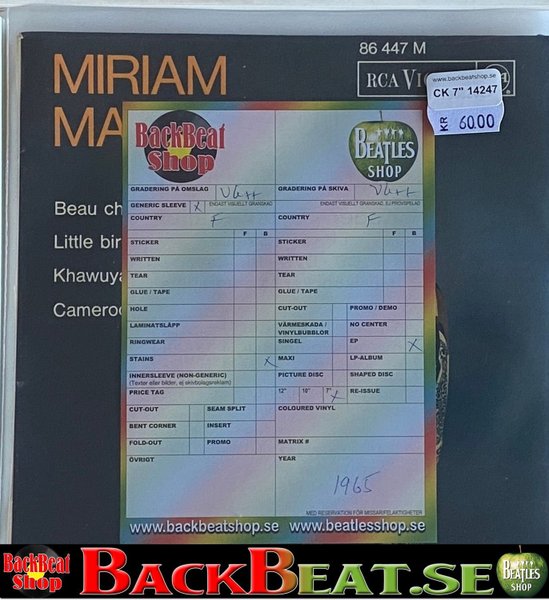 86 447 M
MIRIAM
RCA
MA
www.backbeatshop.se
CK 7" 14247
KR 60.00
BackBeat Shop
BEATLES SHOP
Beau ch
Little bir
Khawuya
Cameroo
GRADERING PÅ OMSLAG VG++
GRADERING PÅ SKIVA VG++
GENERIC SLEEVE X ENDAST VISUELLT GRANSKAD
ENDAST VISUELLT GRANSKAD, EJ PROVSPELAD
COUNTRY F
COUNTRY F
F B
F B
STICKER
STICKER
WRITTEN
WRITTEN
TEAR
TEAR
GLUE / TAPE
GLUE / TAPE
HOLE
CUT-OUT
PROMO / DEMO
LAMINATSLÄPP
VÄRMESKADA / VINYLBUBBLOR
NO CENTER
RINGWEAR
SINGEL
EP X
STAINS X
MAXI
LP-ALBUM
INNERSLEEVE (NON-GENERIC)
(Texter eller bilder, ej skivbolagsreklam)
PICTURE DISC
SHAPED DISC
PRICE TAG
12" 10" 7" X
RE-ISSUE
CUT-OUT
SEAM SPLIT
COLOURED VINYL
BENT CORNER
INSERT
FOLD-OUT
PROMO
MATRIX #
ÖVRIGT
YEAR
1965
MED RESERVATION FÖR MISSAR/FELAKTIGHETER
www.backbeatshop.se www.beatlesshop.se
BackBeat Shop
BACKBEAT.SE
BEATLES SHOP